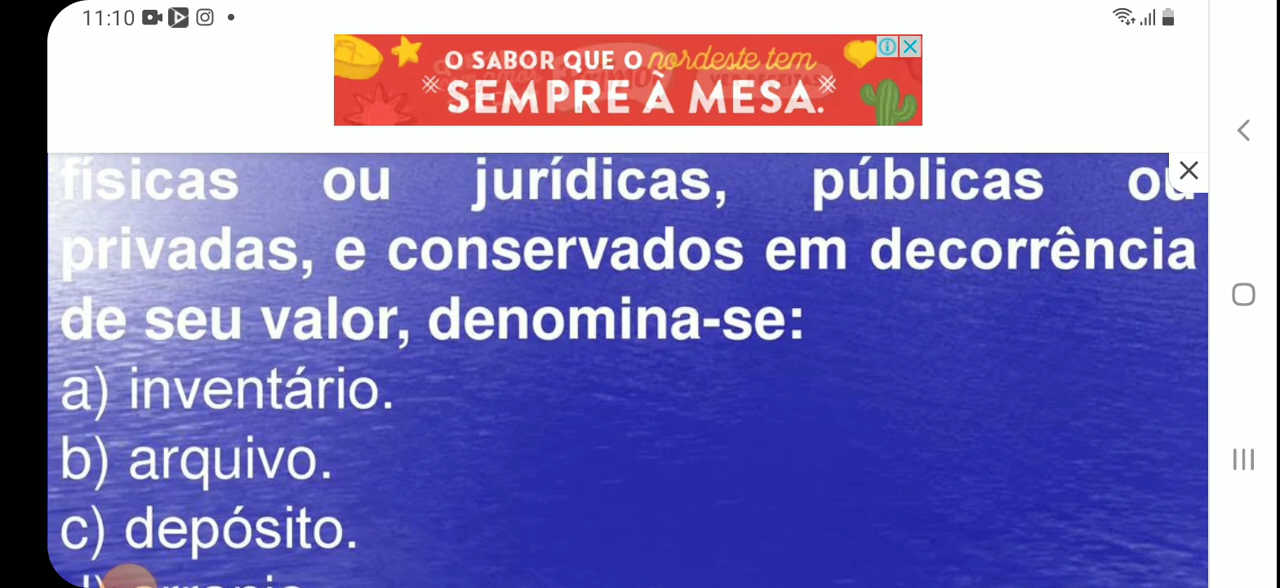 11:10
O SABOR QUE O nordeste tem
SEMPRE À MESA.
físicas ou jurídicas, públicas ou
privadas, e conservados em decorrência
de seu valor, denomina-se:
a) inventário.
b) arquivo.
c) depósito.